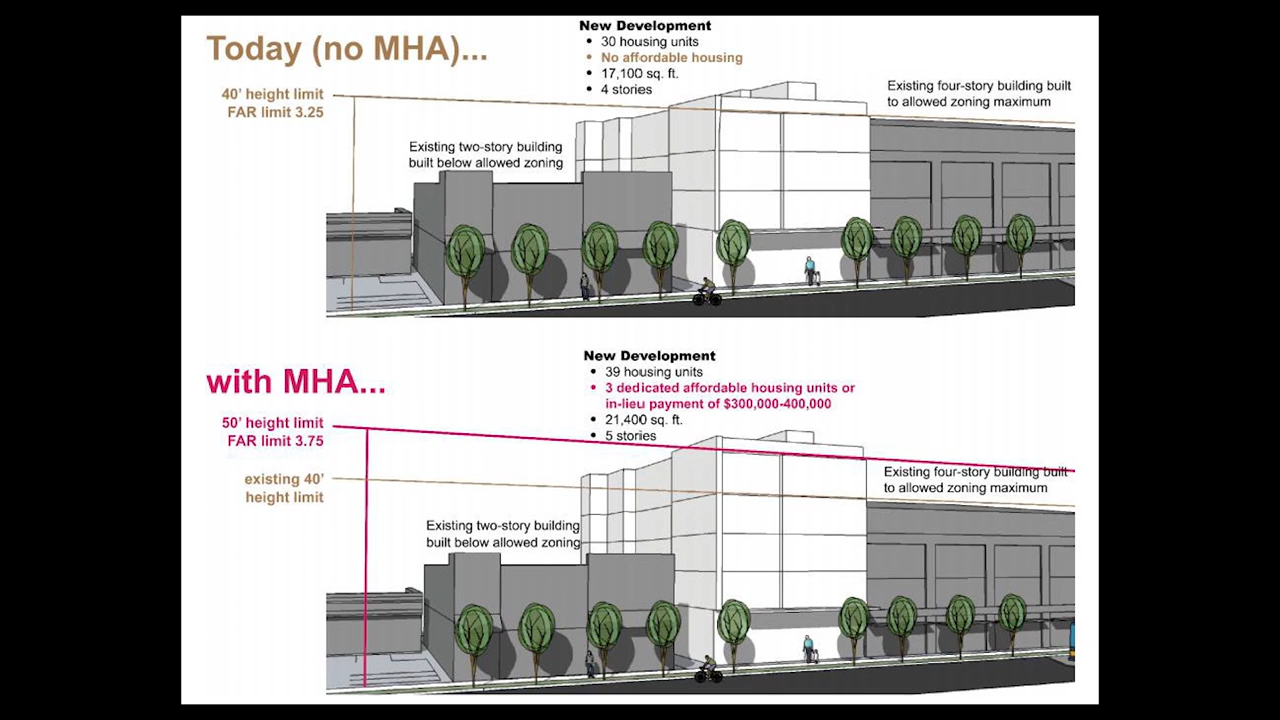 Today (no MHA)...
New Development
• 30 housing units
• No affordable housing
• 17,100 sq. ft.
• 4 stories
40' height limit
FAR limit 3.25
Existing two-story building
built below allowed zoning
Existing four-story building built
to allowed zoning maximum
with MHA...
New Development
• 39 housing units
• 3 dedicated affordable housing units or
in-lieu payment of $300,000-400,000
• 21,400 sq. ft.
• 5 stories
50' height limit
FAR limit 3.75
existing 40'
height limit
Existing two-story building
built below allowed zoning
Existing four-story building built
to allowed zoning maximum